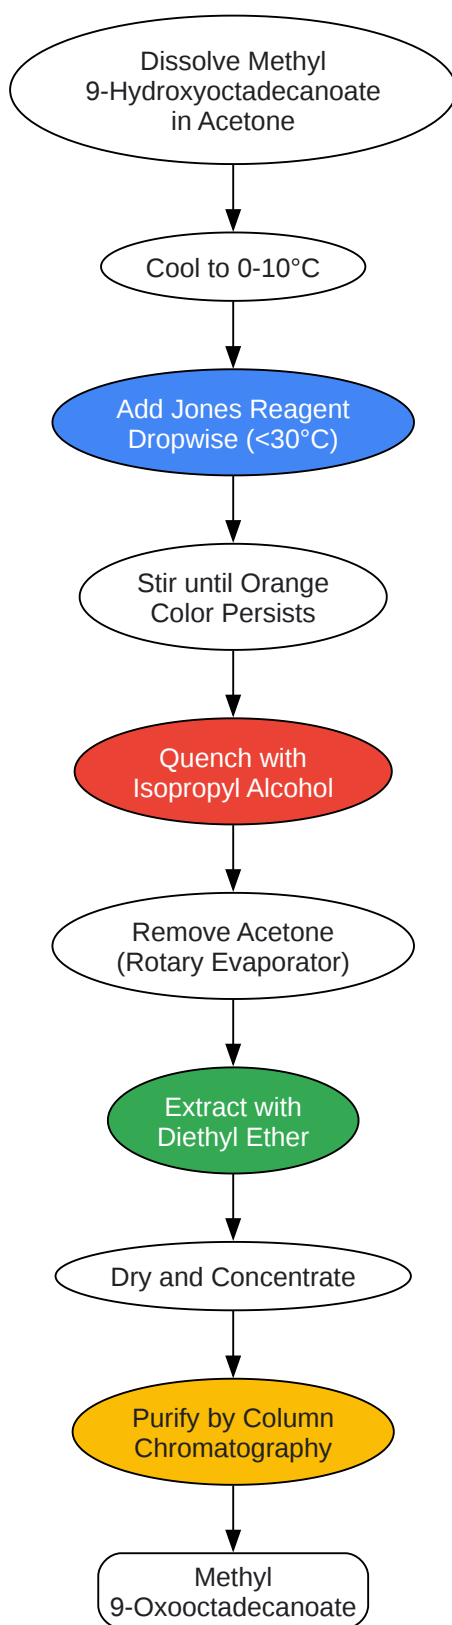 Dissolve Methyl
9-Hydroxyoctadecanoate
in Acetone
Cool to 0-10°C
Add Jones Reagent
Dropwise (<30°C)
Stir until Orange
Color Persists
Quench with
Isopropyl Alcohol
Remove Acetone
(Rotary Evaporator)
Extract with
Diethyl Ether
Dry and Concentrate
Purify by Column
Chromatography
Methyl
9-Oxooctadecanoate